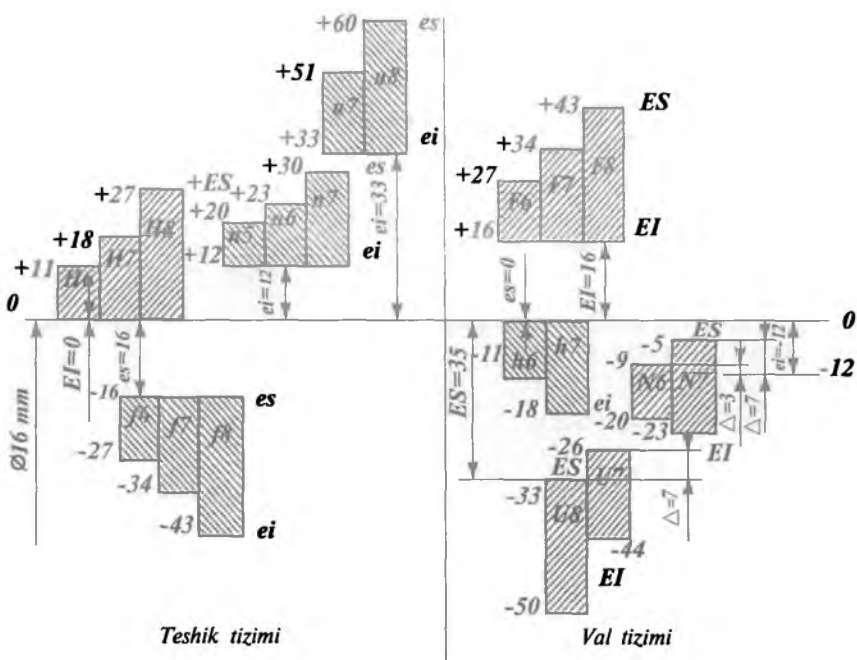 +60 es
+51 u7 u8
+33 ei
+43 ES
+34
+27 F6 F7 F8
+16 EI
+30 es
+27 +ES +23
+20 n5 n6 n7
+18 H8
+12 ei
+11 H6 H7
ei=33
ei=12
es=0
EI=16
0 0
EI=0
es=16
Ø16 mm
-16 es
f6 f7 f8
-27
-34
-43 ei
-11 h6 h7
-18 ei
ES=35
-5 ES
-9 N6 N7
-20 -23 EI
ei=-12
-12
△=3
△=7
-26 U7
ES
-33 U8
△=7
-44
EI
-50
Teshik tizimi Val tizimi